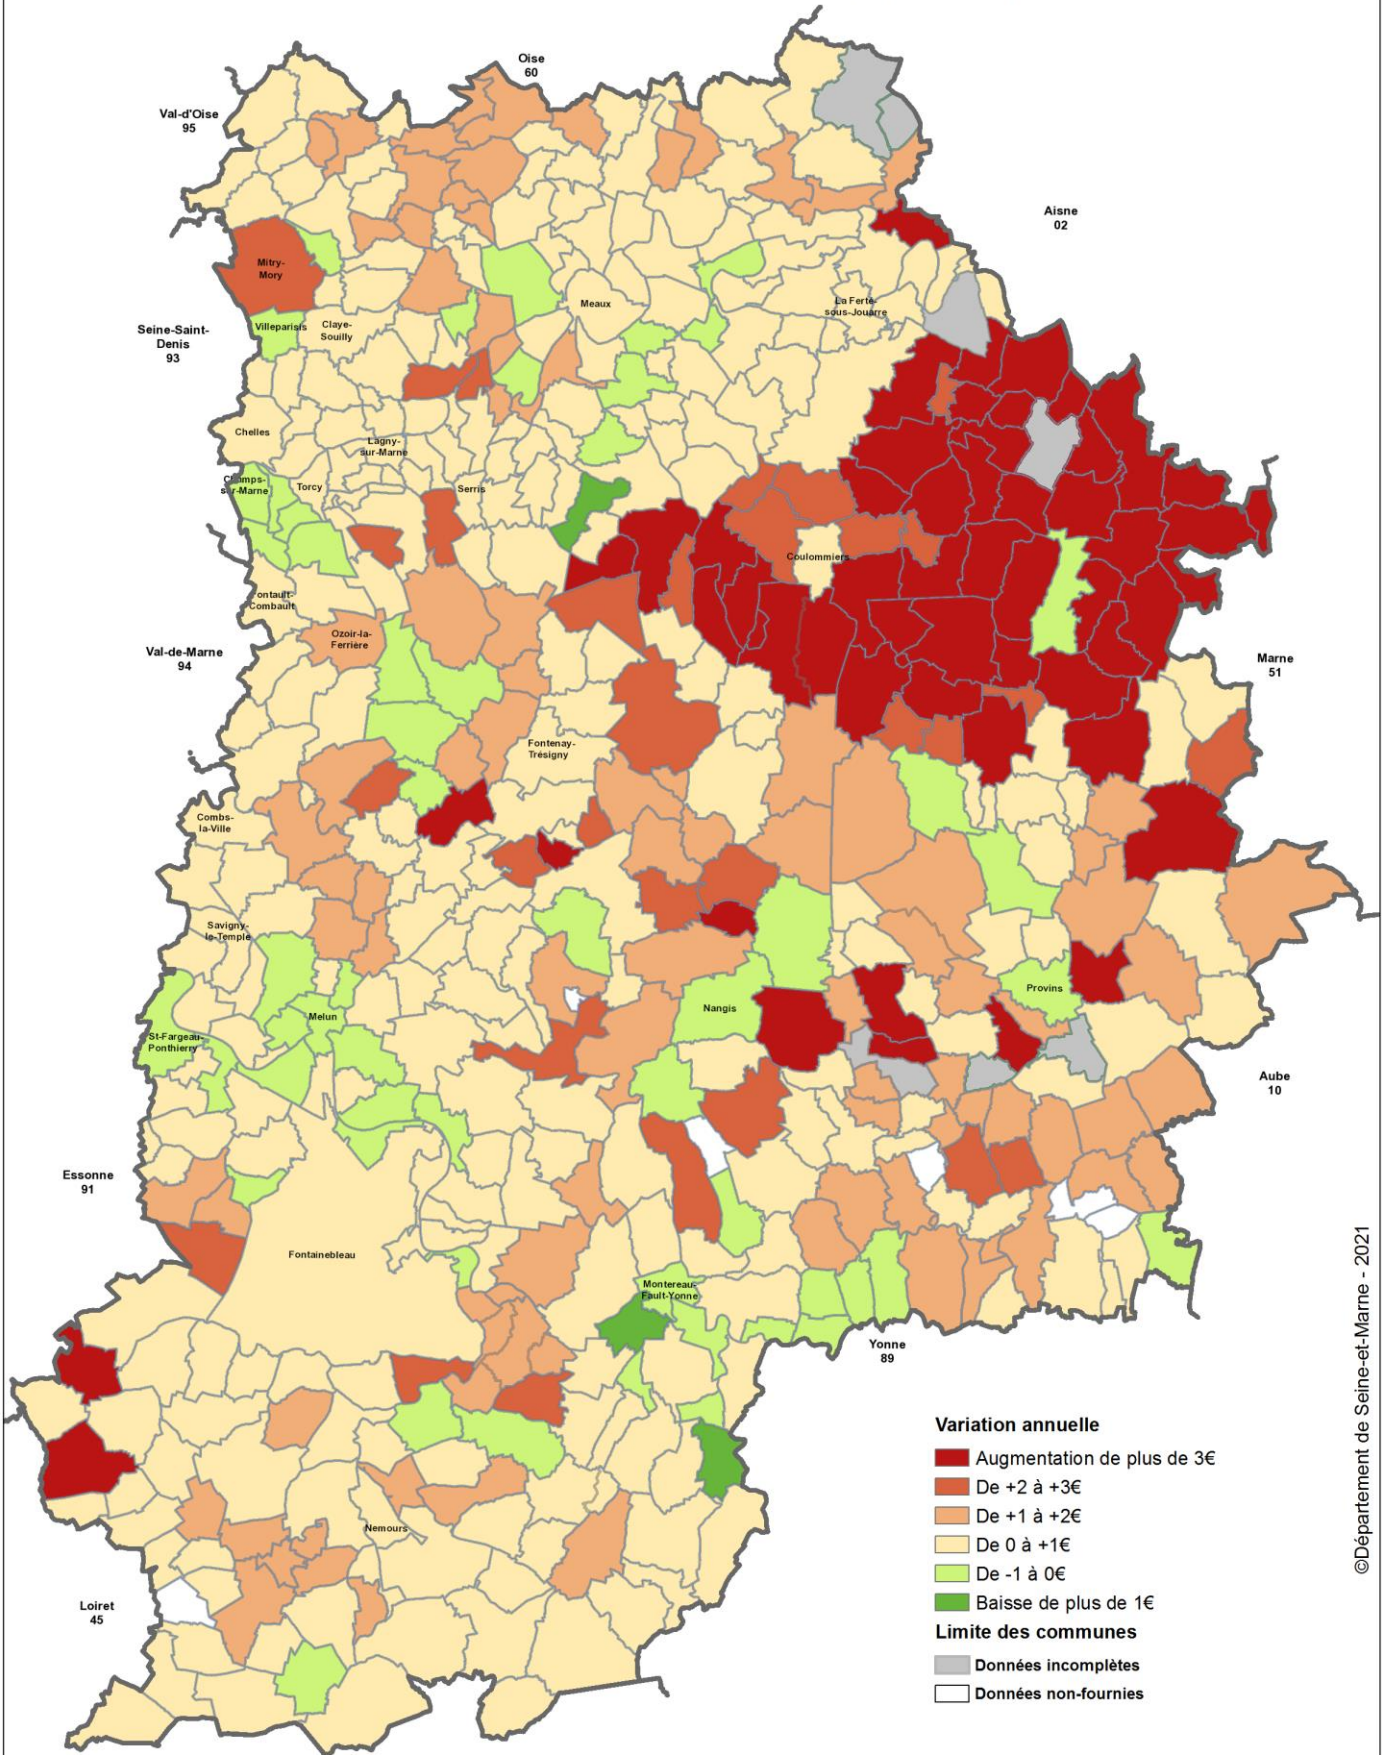 Oise
60
Val-d'Oise
95
Aisne
02
Mitry-
Mory
Meaux
La Ferté-
sous-Jouarre
Seine-Saint-
Denis
93
Villeparisis
Claye-
Souilly
Chelles
Lagny-
sur-Marne
Champs-
sur-Marne
Torcy
Serris
Coulommiers
Pontault-
Combault
Ozoir-la-
Ferrière
Val-de-Marne
94
Marne
51
Fontenay-
Trésigny
Combs-
la-Ville
Savigny-
le-Temple
Provins
Nangis
Melun
St-Fargeau-
Ponthierry
Aube
10
Essonne
91
Fontainebleau
Montereau-
Fault-Yonne
Yonne
89
Nemours
Loiret
45
Variation annuelle
Augmentation de plus de 3€
De +2 à +3€
De +1 à +2€
De 0 à +1€
De -1 à 0€
Baisse de plus de 1€
Limite des communes
Données incomplètes
Données non-fournies
©Département de Seine-et-Marne - 2021